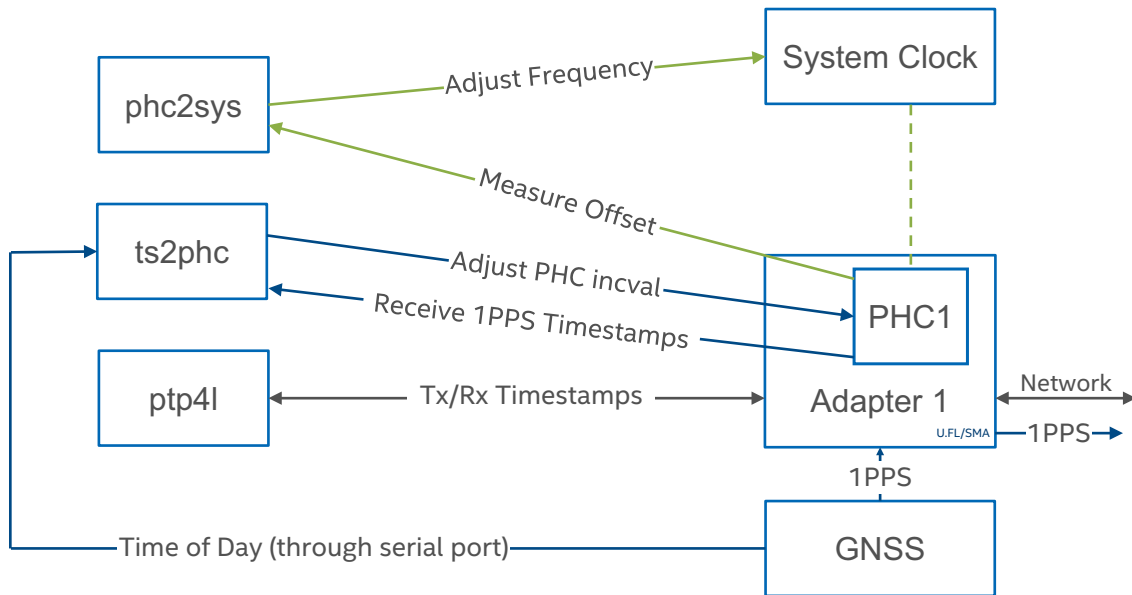 System Clock
Adjust Frequency
phc2sys
Measure Offset
ts2phc
Adjust PHC incval
Receive 1PPS Timestamps
PHC1
ptp4l
Tx/Rx Timestamps
Adapter 1
Network
U.FL/SMA
1PPS
1PPS
Time of Day (through serial port)
GNSS